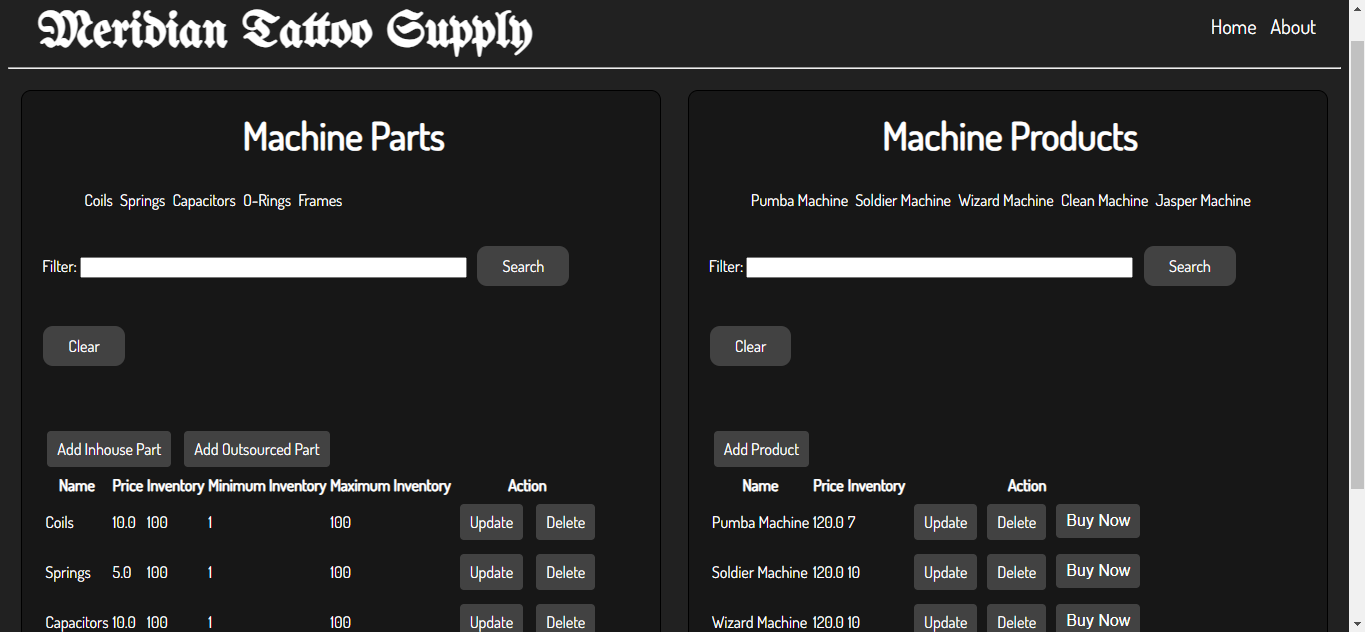 Meridian Tattoo Supply
Home About
Machine Parts
Coils Springs Capacitors O-Rings Frames
Filter: Search
Clear
Add Inhouse Part Add Outsourced Part
Name Price Inventory Minimum Inventory Maximum Inventory Action
Coils 10.0 100 1 100 Update Delete
Springs 5.0 100 1 100 Update Delete
Capacitors 10.0 100 1 100 Update Delete
Machine Products
Pumba Machine Soldier Machine Wizard Machine Clean Machine Jasper Machine
Filter: Search
Clear
Add Product
Name Price Inventory Action
Pumba Machine 120.0 7 Update Delete Buy Now
Soldier Machine 120.0 10 Update Delete Buy Now
Wizard Machine 120.0 10 Update Delete Buy Now